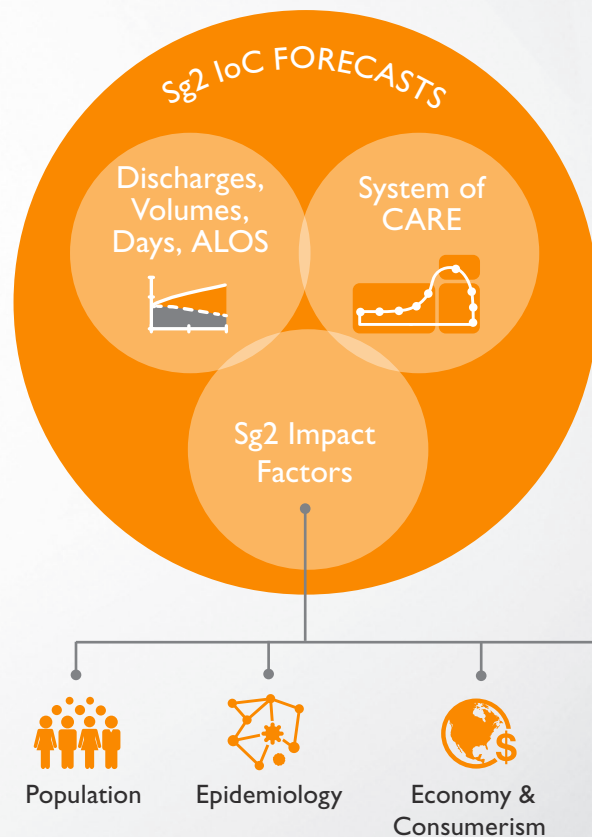 Sg2 IoC FORECASTS
Discharges,
Volumes,
Days, ALOS
System of
CARE
Sg2 Impact
Factors
Population
Epidemiology
$
Economy &
Consumerism